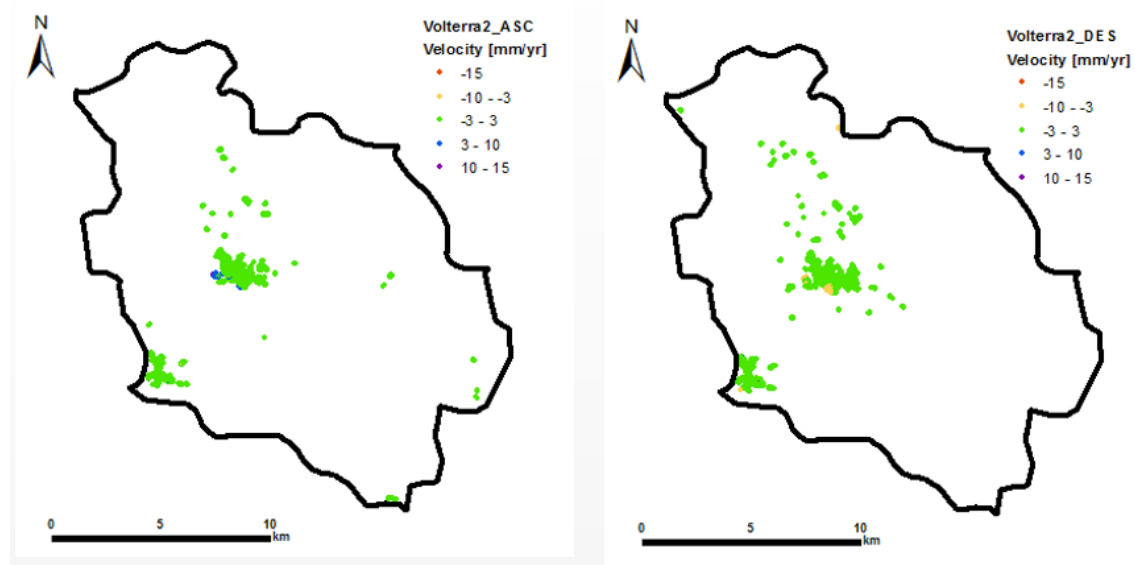 N
Volterra2_ASC
Velocity [mm/yr]
-15
-10 - -3
-3 - 3
3 - 10
10 - 15
0 5 10
km
N
Volterra2_DES
Velocity [mm/yr]
-15
-10 - -3
-3 - 3
3 - 10
10 - 15
0 5 10
km